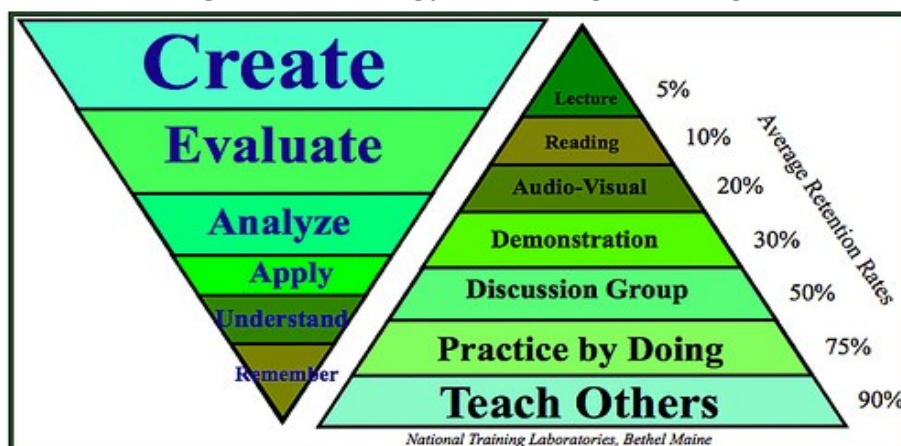 Create
Evaluate
Analyze
Apply
Understand
Remember
Lecture
Reading
Audio-Visual
Demonstration
Discussion Group
Practice by Doing
Teach Others
5%
10%
20%
30%
50%
75%
90%
Average Retention Rates
National Training Laboratories, Bethel Maine